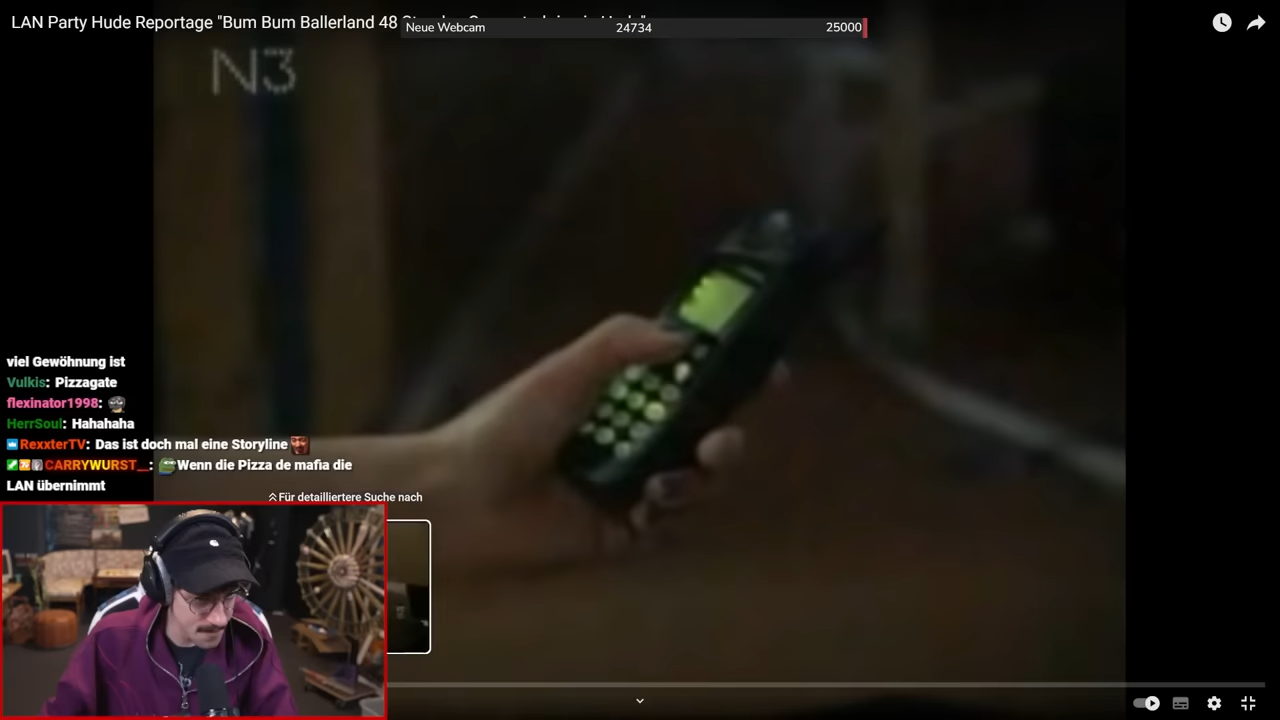 LAN Party Hude Reportage "Bum Bum Ballerland 48
Neue Webcam 24734 25000
N3
viel Gewöhnung ist
Vulkis: Pizzagate
flexinator1998:
HerrSoul: Hahahaha
RexxterTV: Das ist doch mal eine Storyline
CARRYWURST__: Wenn die Pizza de mafia die
LAN übernimmt
Für detailliertere Suche nach